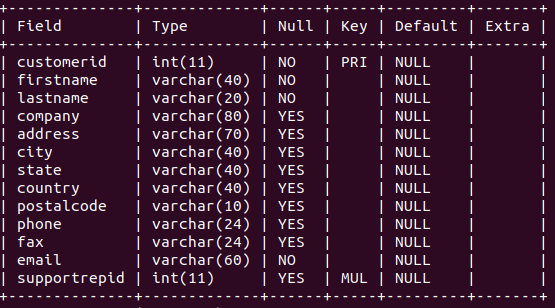 +--------------+-------------+------+-----+---------+-------+
| Field        | Type        | Null | Key | Default | Extra |
+--------------+-------------+------+-----+---------+-------+
| customerid   | int(11)     | NO   | PRI | NULL    |       |
| firstname    | varchar(40) | NO   |     | NULL    |       |
| lastname     | varchar(20) | NO   |     | NULL    |       |
| company      | varchar(80) | YES  |     | NULL    |       |
| address      | varchar(70) | YES  |     | NULL    |       |
| city         | varchar(40) | YES  |     | NULL    |       |
| state        | varchar(40) | YES  |     | NULL    |       |
| country      | varchar(40) | YES  |     | NULL    |       |
| postalcode   | varchar(10) | YES  |     | NULL    |       |
| phone        | varchar(24) | YES  |     | NULL    |       |
| fax          | varchar(24) | YES  |     | NULL    |       |
| email        | varchar(60) | NO   |     | NULL    |       |
| supportrepid | int(11)     | YES  | MUL | NULL    |       |
+--------------+-------------+------+-----+---------+-------+